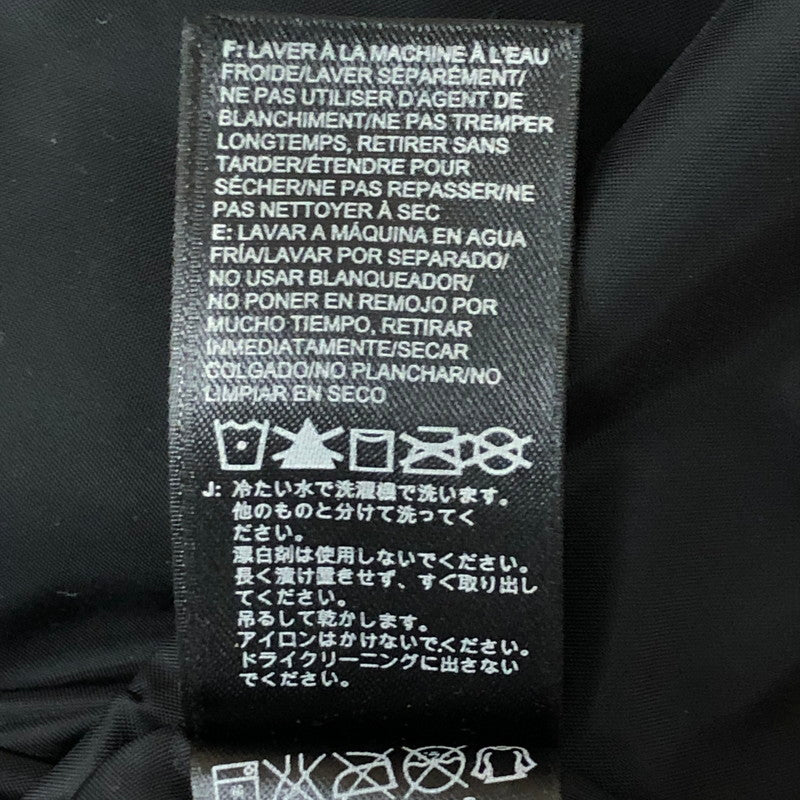 F: LAVER À LA MACHINE À L'EAU
FROIDE/LAVER SÉPARÉMENT/
NE PAS UTILISER D'AGENT DE
BLANCHIMENT/NE PAS TREMPER
LONGTEMPS, RETIRER SANS
TARDER/ÉTENDRE POUR
SÉCHER/NE PAS REPASSER/NE
PAS NETTOYER À SEC
E: LAVAR A MÁQUINA EN AGUA
FRÍA/LAVAR POR SEPARADO/
NO USAR BLANQUEADOR/
NO PONER EN REMOJO POR
MUCHO TIEMPO, RETIRAR
INMEDIATAMENTE/SECAR
COLGADO/NO PLANCHAR/NO
LIMPIAR EN SECO
J: 冷たい水で洗濯機で洗います。
他のものと分けて洗ってく
ださい。
漂白剤は使用しないでください。
長く漬け置きせず、すぐ取り出し
てください。
吊るして乾かします。
アイロンはかけないでください。
ドライクリーニングに出さない
でください。